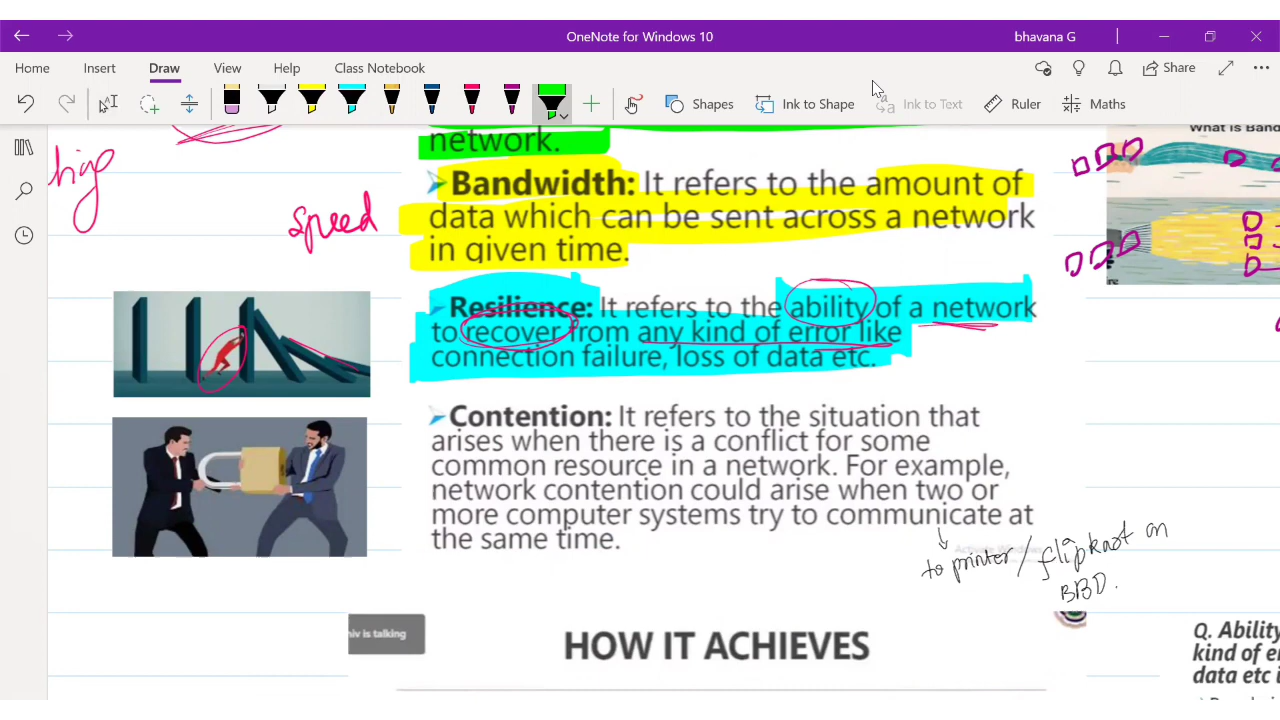 OneNote for Windows 10
bhavana G
Home Insert Draw View Help Class Notebook
Share
Shapes Ink to Shape Ink to Text Ruler Maths
network.
speed
Bandwidth: It refers to the amount of
data which can be sent across a network
in given time.
Resilience: It refers to the ability of a network
to recover from any kind of error like
connection failure, loss of data etc.
Contention: It refers to the situation that
arises when there is a conflict for some
common resource in a network. For example,
network contention could arise when two or
more computer systems try to communicate at
the same time.
to printer / flipkart on
BBD.
What is Band
hiv is talking
HOW IT ACHIEVES
Q. Ability
kind of er
data etc i